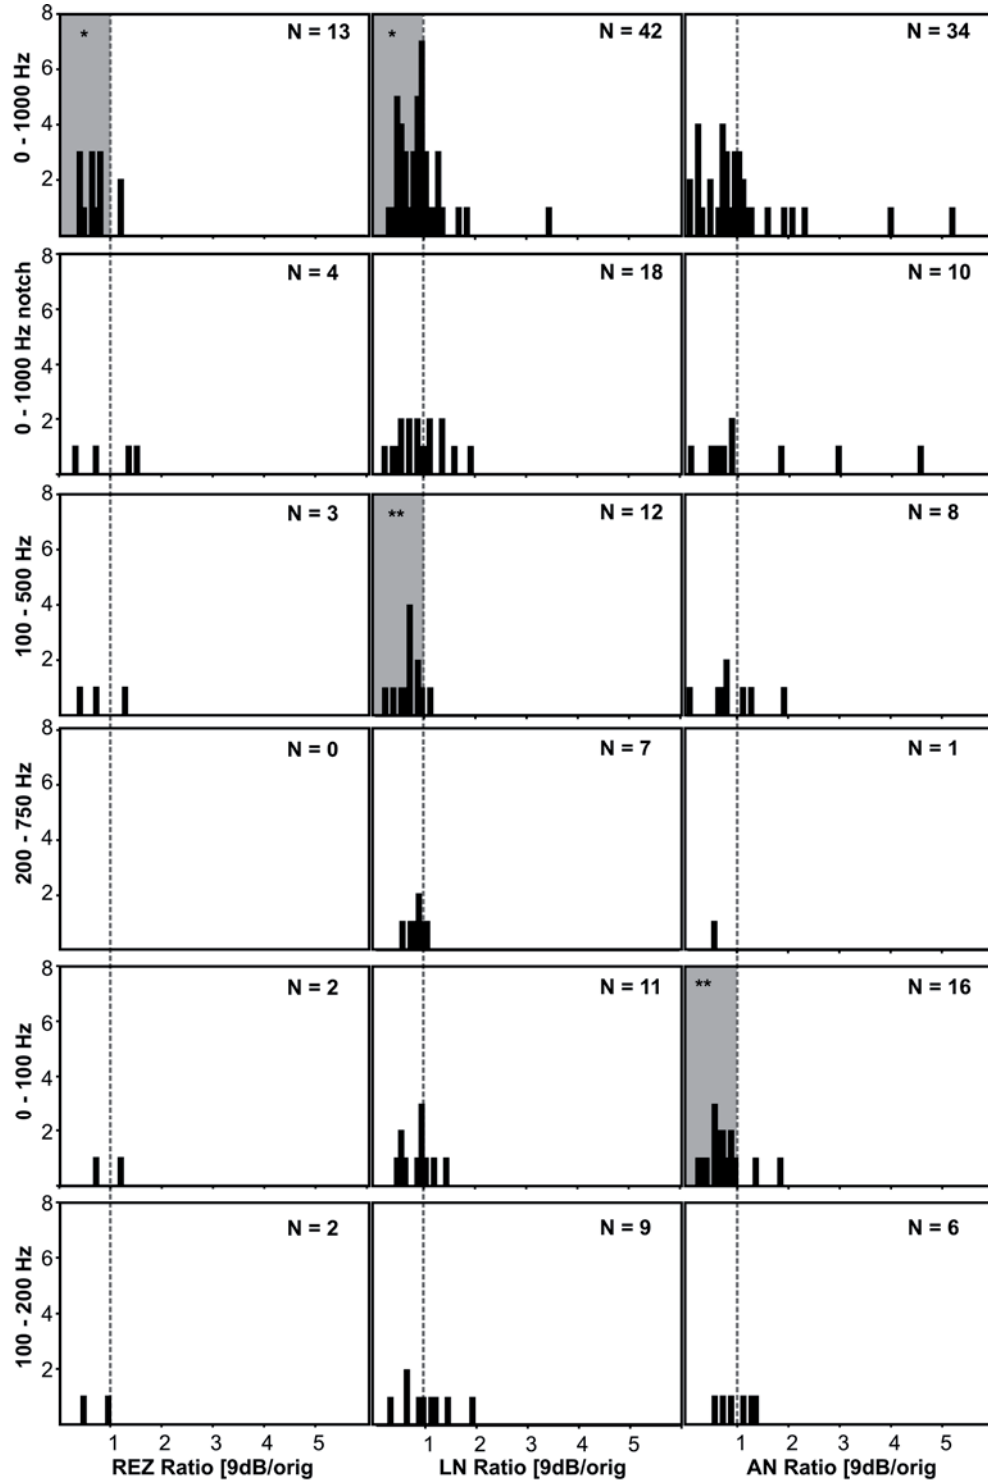 0 - 1000 Hz
8
6
4
2
*
N = 13
*
N = 42
N = 34
0 - 1000 Hz notch
8
6
4
2
N = 4
N = 18
N = 10
100 - 500 Hz
8
6
4
2
N = 3
**
N = 12
N = 8
200 - 750 Hz
8
6
4
2
N = 0
N = 7
N = 1
0 - 100 Hz
8
6
4
2
N = 2
N = 11
**
N = 16
100 - 200 Hz
8
6
4
2
N = 2
N = 9
N = 6
1 2 3 4 5
1 2 3 4 5
1 2 3 4 5
REZ Ratio [9dB/orig
LN Ratio [9dB/orig
AN Ratio [9dB/orig